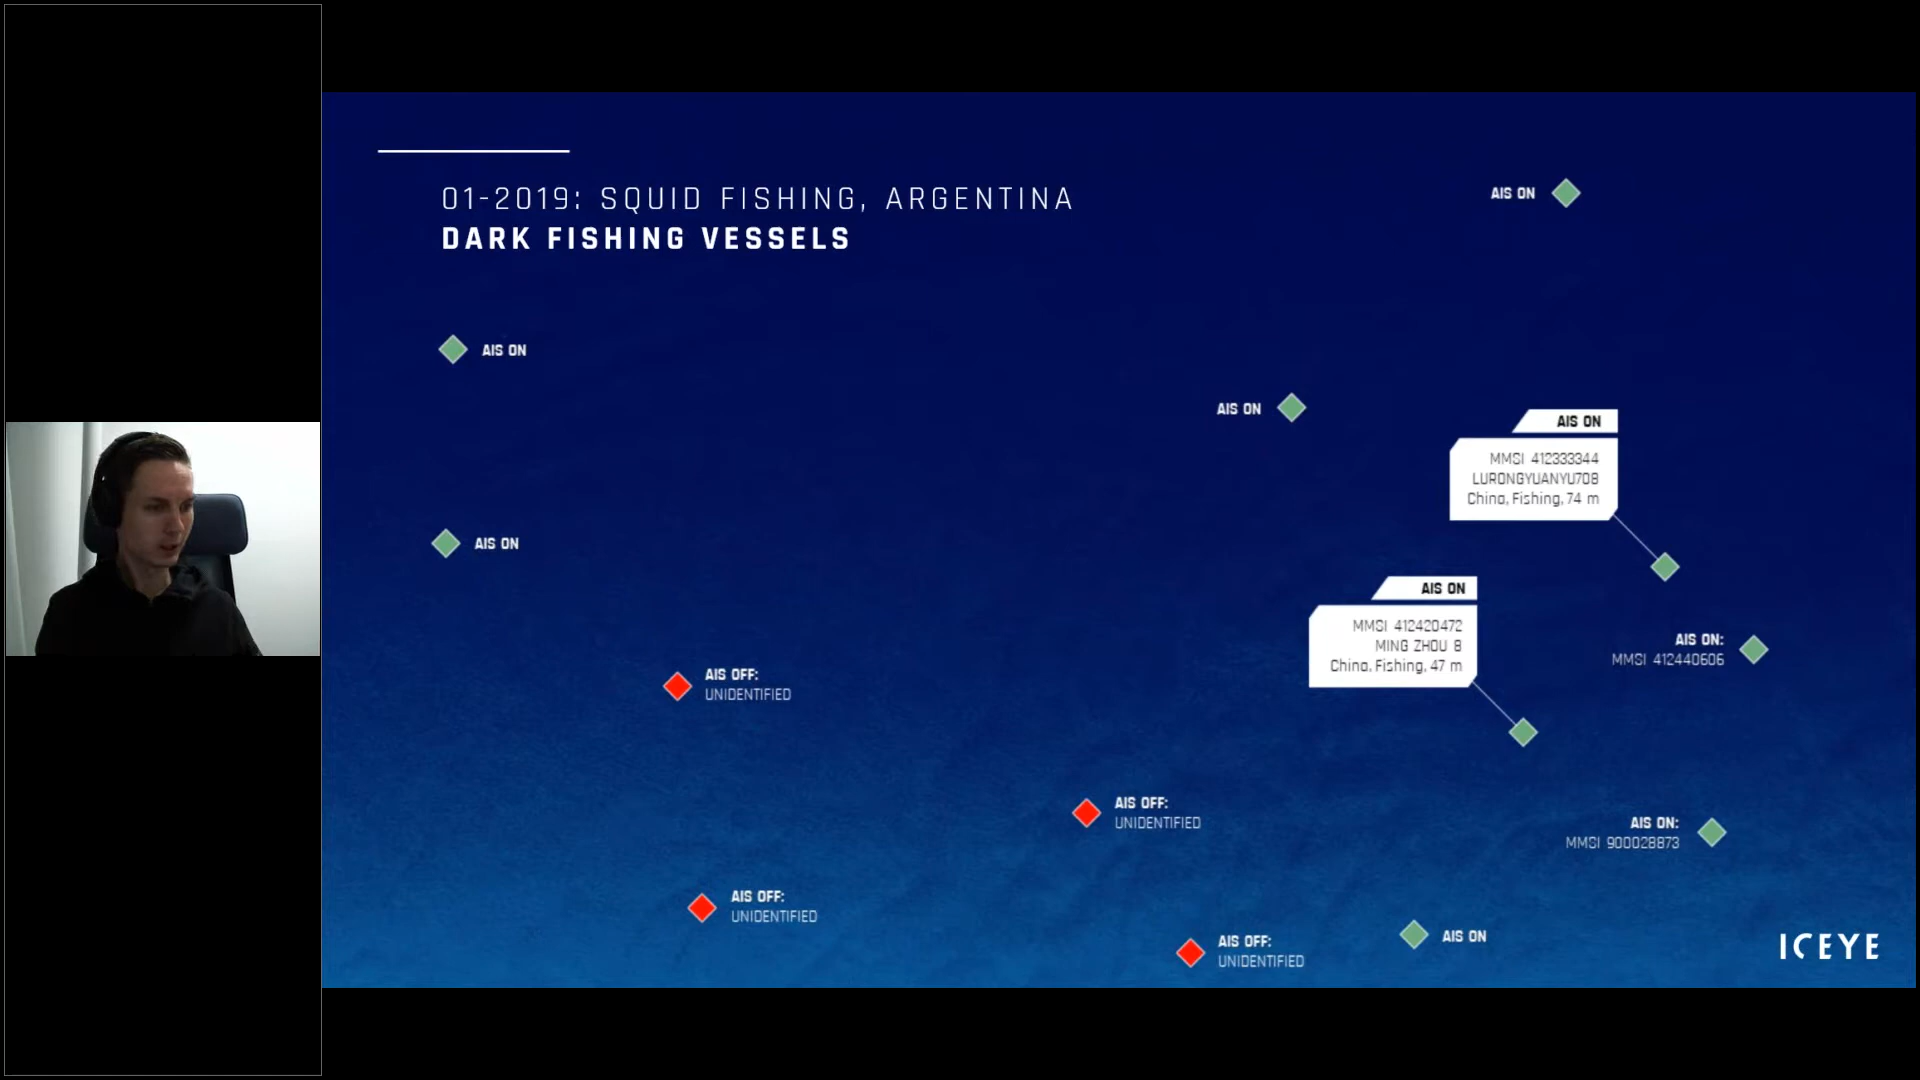 01-2019: SQUID FISHING, ARGENTINA
DARK FISHING VESSELS
AIS ON
AIS ON
AIS ON
AIS ON
MMSI 412333344
LURONGYUANYU708
China, Fishing, 74 m
AIS ON
AIS ON
MMSI 412420472
MING ZHOU 8
China, Fishing, 47 m
AIS ON:
MMSI 412440606
AIS OFF:
UNIDENTIFIED
AIS OFF:
UNIDENTIFIED
AIS ON:
MMSI 900028873
AIS OFF:
UNIDENTIFIED
AIS OFF:
UNIDENTIFIED
AIS ON
ICEYE